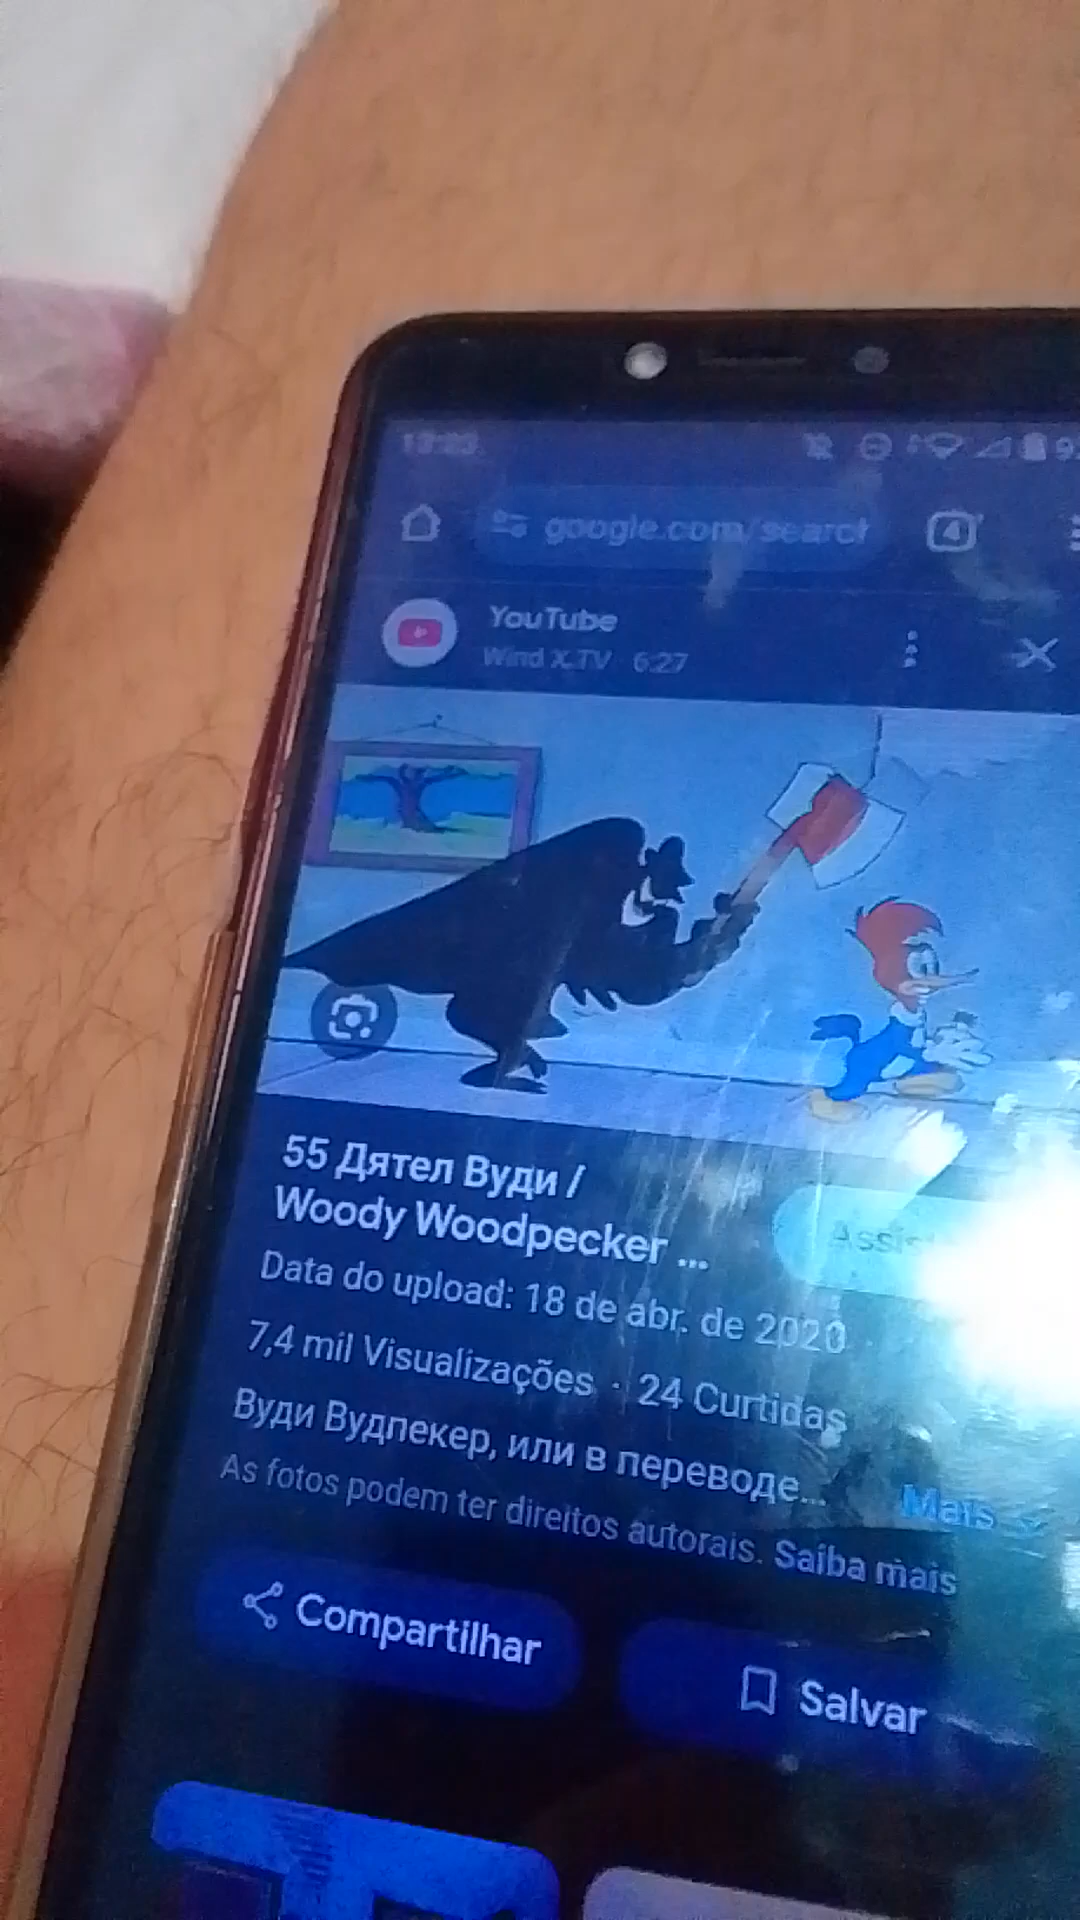 google.com/search
4
YouTube
Wind X.TV 6:27
55 Дятел Вуди /
Woody Woodpecker ...
Data do upload: 18 de abr. de 2020
7,4 mil Visualizações · 24 Curtidas
Вуди Вудпекер, или в переводе...
Mais
As fotos podem ter direitos autorais. Saiba mais
Compartilhar
Salvar